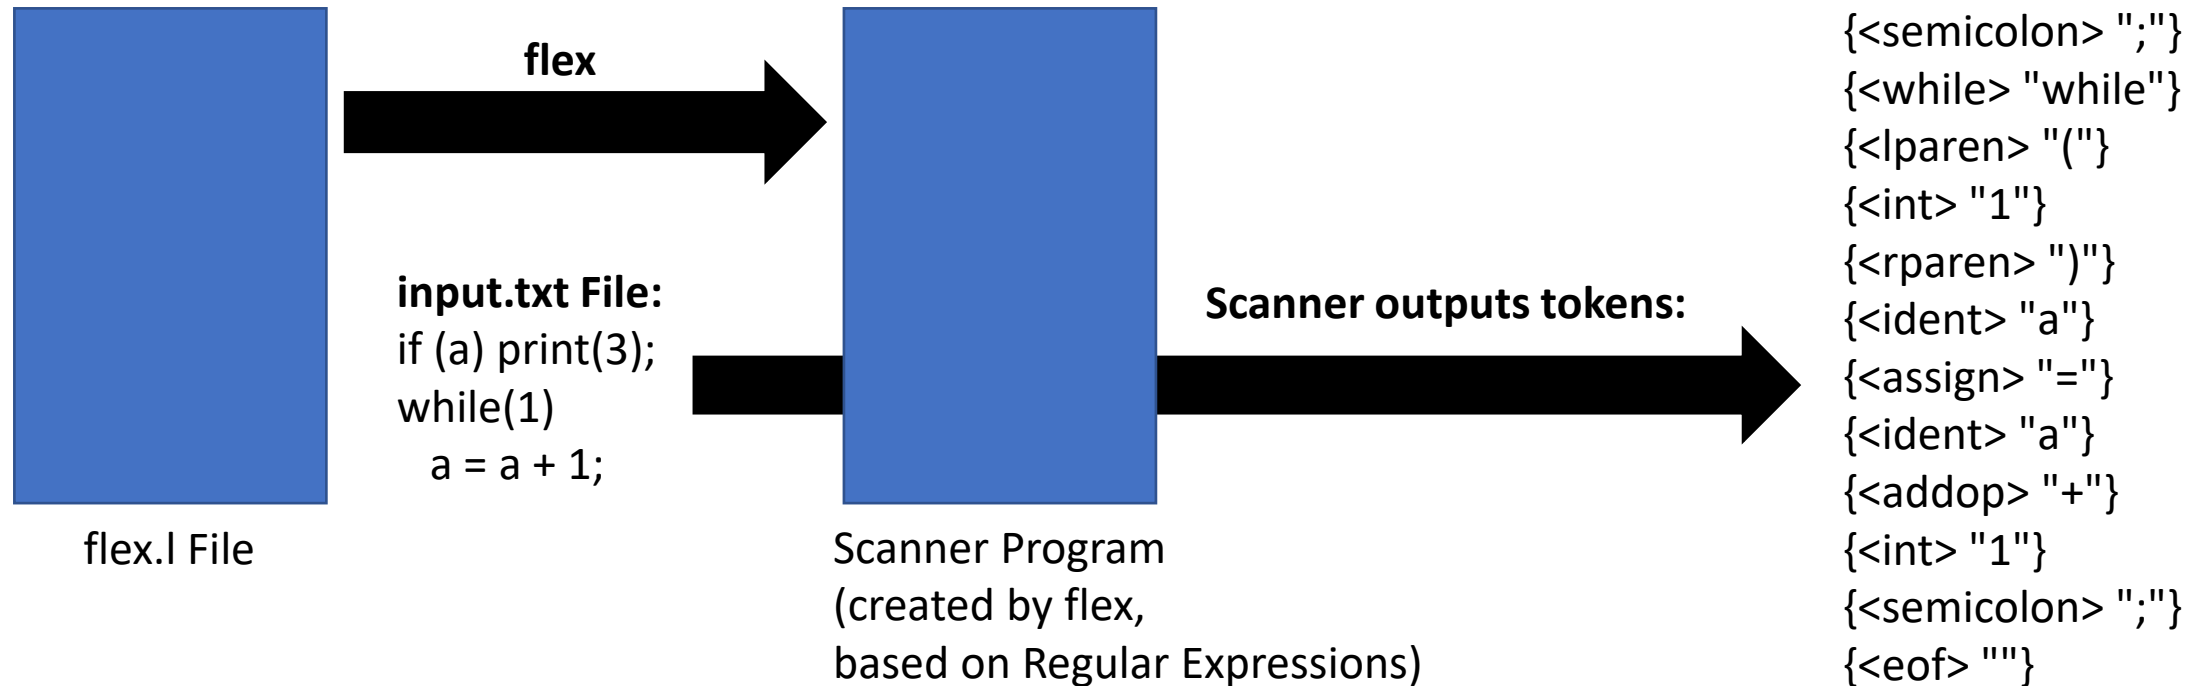 flex
flex.l File
input.txt File:
if (a) print(3);
while(1)
a = a + 1;
Scanner Program
(created by flex,
based on Regular Expressions)
Scanner outputs tokens:
{<semicolon> ";"}
{<while> "while"}
{<lparen> "("}
{<int> "1"}
{<rparen> ")"}
{<ident> "a"}
{<assign> "="}
{<ident> "a"}
{<addop> "+"}
{<int> "1"}
{<semicolon> ";"}
{<eof> ""}